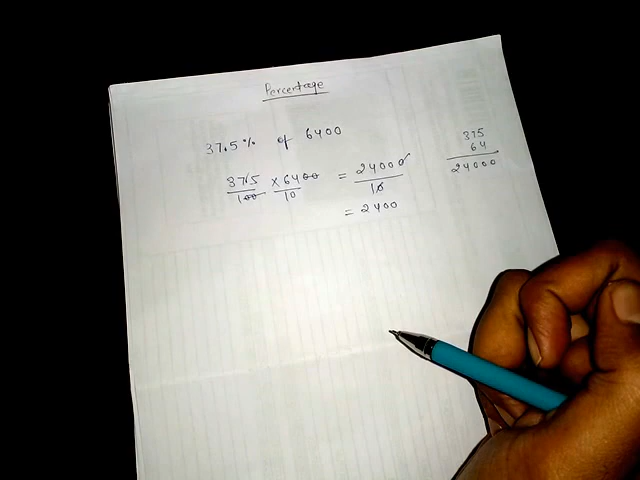 Percentage
37.5% of 6400
375/100 × 6400/10 = 24000/10
= 2400
375
64
24000